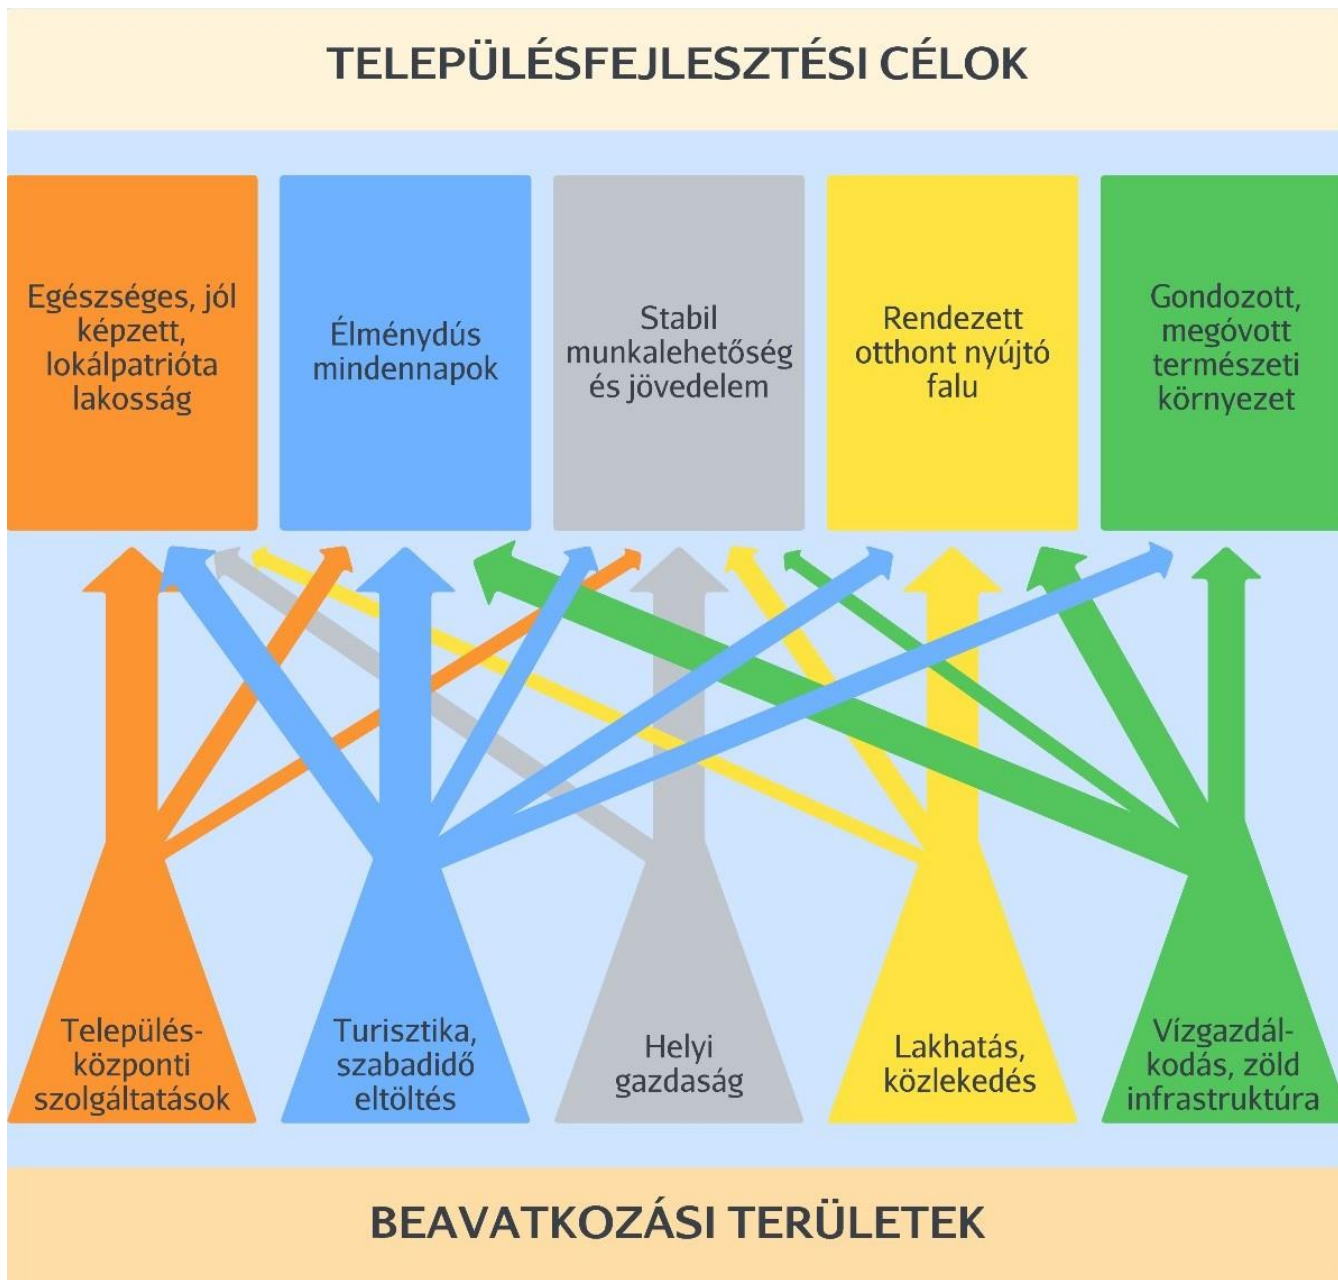 TELEPÜLÉSFEJLESZTÉSI CÉLOK
Egészséges, jól
képzett,
lokálpatrióta
lakosság
Élménydús
mindennapok
Stabil
munkalehetőség
és jövedelem
Rendezett
otthont nyújtó
falu
Gondozott,
megóvott
természeti
környezet
Település-
központi
szolgáltatások
Turisztika,
szabadidő
eltöltés
Helyi
gazdaság
Lakhatás,
közlekedés
Vízgazdál-
kodás, zöld
infrastruktúra
BEAVATKOZÁSI TERÜLETEK